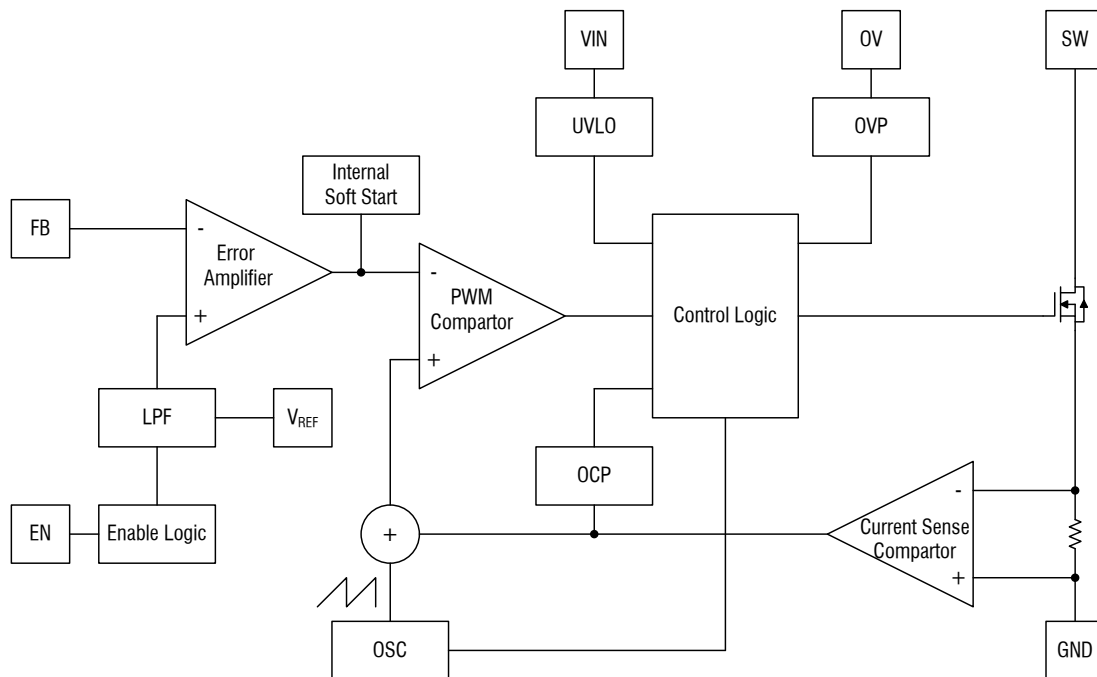 VIN
OV
SW
UVLO
OVP
Internal
Soft Start
FB
-
Error
Amplifier
+
-
PWM
Compartor
+
Control Logic
LPF
VREF
OCP
EN
Enable Logic
+
-
Current Sense
Compartor
+
OSC
GND